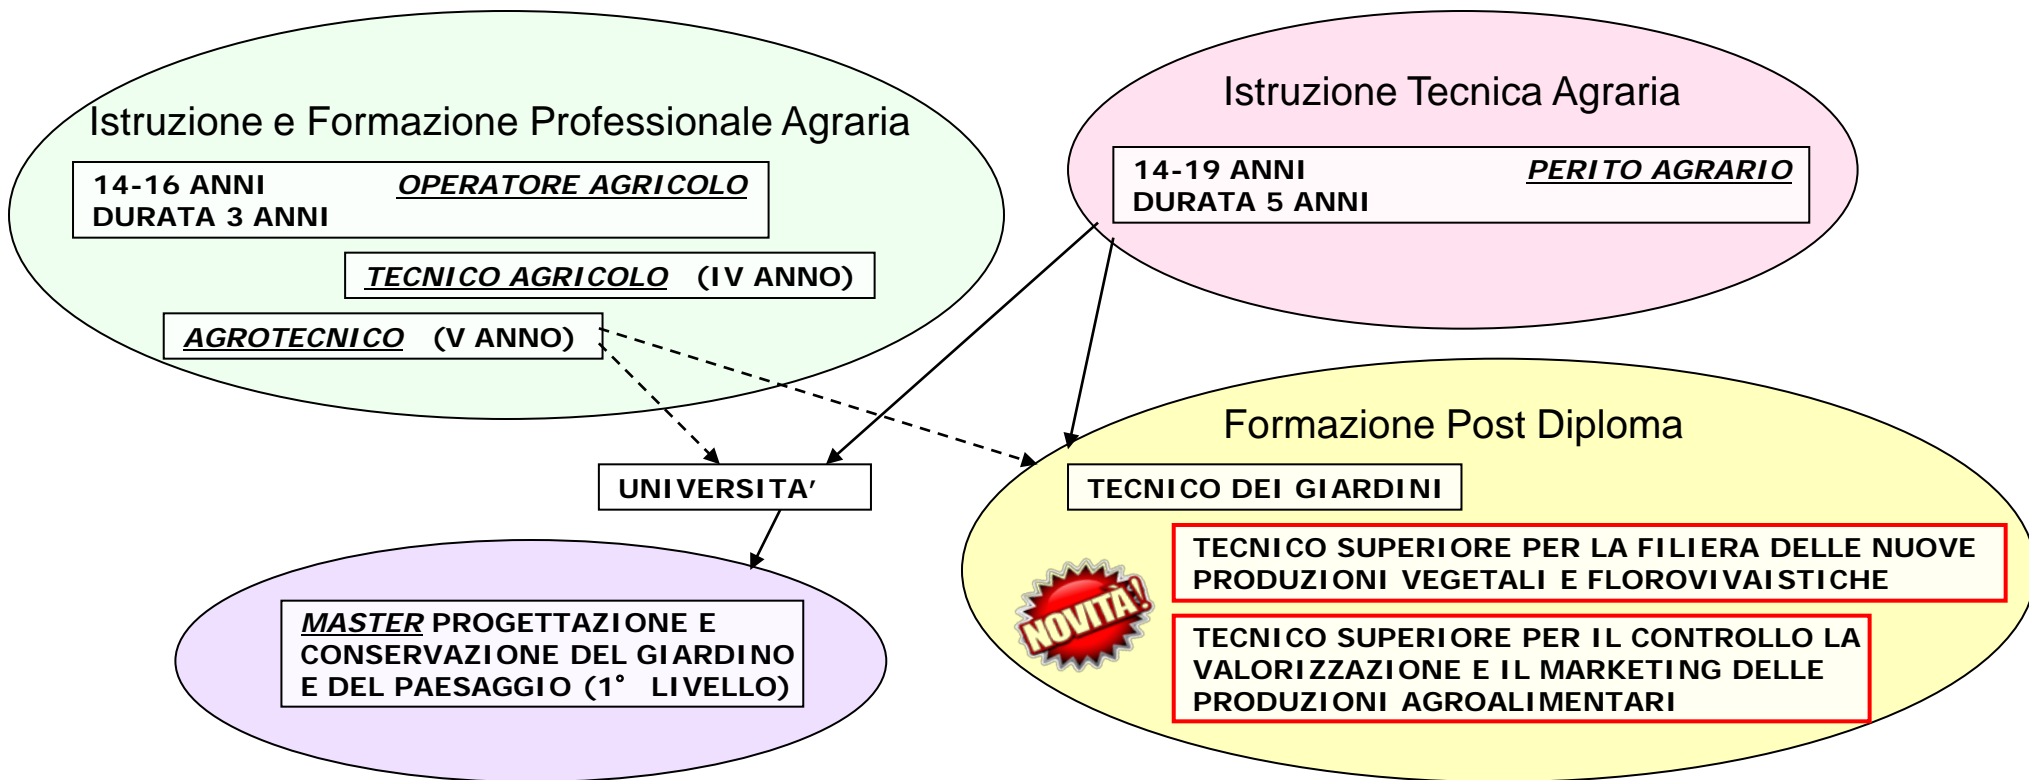 Istruzione e Formazione Professionale Agraria
14-16 ANNI OPERATORE AGRICOLO
DURATA 3 ANNI
TECNICO AGRICOLO (IV ANNO)
AGROTECNICO (V ANNO)
Istruzione Tecnica Agraria
14-19 ANNI PERITO AGRARIO
DURATA 5 ANNI
UNIVERSITA’
MASTER PROGETTAZIONE E
CONSERVAZIONE DEL GIARDINO
E DEL PAESAGGIO (1° LIVELLO)
Formazione Post Diploma
TECNICO DEI GIARDINI
TECNICO SUPERIORE PER LA FILIERA DELLE NUOVE
PRODUZIONI VEGETALI E FLOROVIVAISTICHE
NOVITÀ!
TECNICO SUPERIORE PER IL CONTROLLO LA
VALORIZZAZIONE E IL MARKETING DELLE
PRODUZIONI AGROALIMENTARI